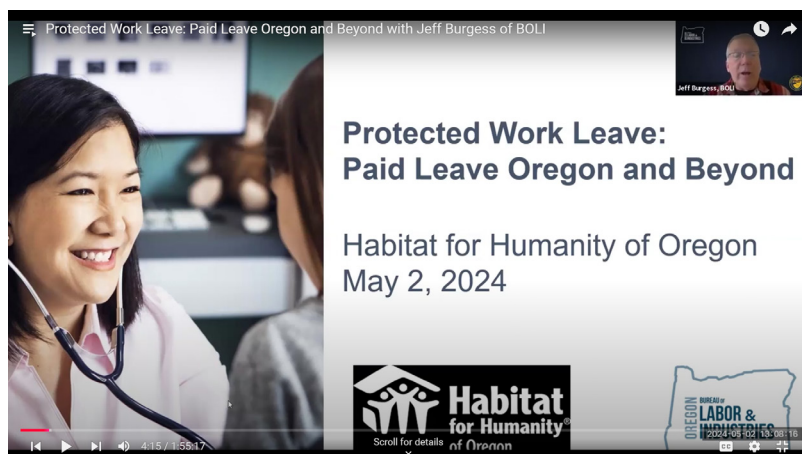 Protected Work Leave: Paid Leave Oregon and Beyond with Jeff Burgess of BOLI
Jeff Burgess, BOLI
Protected Work Leave:
Paid Leave Oregon and Beyond
Habitat for Humanity of Oregon
May 2, 2024
Habitat
for Humanity®
of Oregon
OREGON
BUREAU OF
LABOR &
INDUSTRIES
2024-05-02 13:08:16
4:15 / 1:55:17
Scroll for details
CC